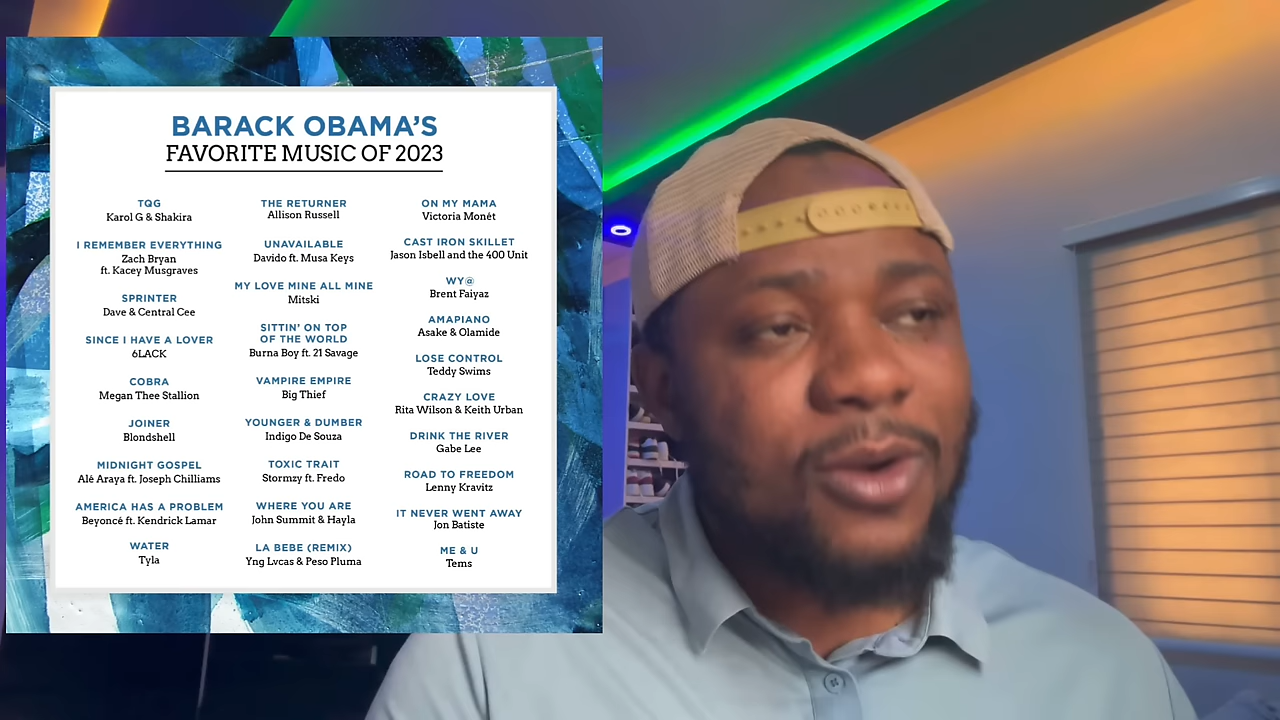 BARACK OBAMA'S
FAVORITE MUSIC OF 2023
TQG
Karol G & Shakira
I REMEMBER EVERYTHING
Zach Bryan
ft. Kacey Musgraves
SPRINTER
Dave & Central Cee
SINCE I HAVE A LOVER
6LACK
COBRA
Megan Thee Stallion
JOINER
Blondshell
MIDNIGHT GOSPEL
Alé Araya ft. Joseph Chilliams
AMERICA HAS A PROBLEM
Beyoncé ft. Kendrick Lamar
WATER
Tyla
THE RETURNER
Allison Russell
UNAVAILABLE
Davido ft. Musa Keys
MY LOVE MINE ALL MINE
Mitski
SITTIN' ON TOP
OF THE WORLD
Burna Boy ft. 21 Savage
VAMPIRE EMPIRE
Big Thief
YOUNGER & DUMBER
Indigo De Souza
TOXIC TRAIT
Stormzy ft. Fredo
WHERE YOU ARE
John Summit & Hayla
LA BEBE (REMIX)
Yng Lvcas & Peso Pluma
ON MY MAMA
Victoria Monét
CAST IRON SKILLET
Jason Isbell and the 400 Unit
WY@
Brent Faiyaz
AMAPIANO
Asake & Olamide
LOSE CONTROL
Teddy Swims
CRAZY LOVE
Rita Wilson & Keith Urban
DRINK THE RIVER
Gabe Lee
ROAD TO FREEDOM
Lenny Kravitz
IT NEVER WENT AWAY
Jon Batiste
ME & U
Tems